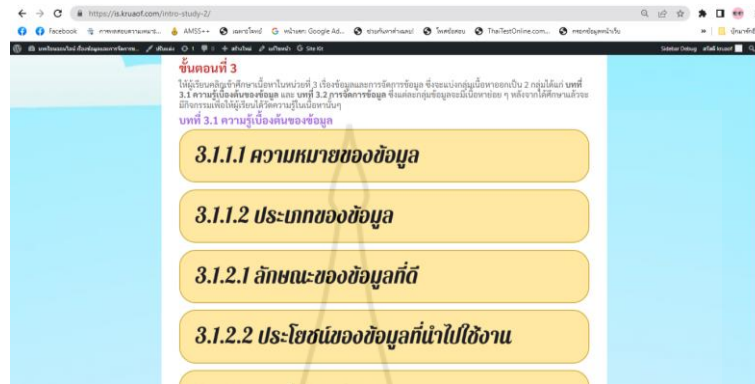 https://is.kruaof.com/intro-study-2/
Facebook
AMSS++
Google Ad...
ThaiTestOnline.com...
Site Kit
Sidebar Debug
ขั้นตอนที่ 3
ให้ผู้เรียนคลิกเข้าศึกษาเนื้อหาในหน่วยที่ 3 เรื่องข้อมูลและการจัดการข้อมูล ซึ่งจะแบ่งกลุ่มเนื้อหาออกเป็น 2 กลุ่มได้แก่ บทที่
3.1 ความรู้เบื้องต้นของข้อมูล และ บทที่ 3.2 การจัดการข้อมูล ซึ่งแต่ละกลุ่มข้อมูลจะมีเนื้อหาย่อย ๆ หลังจากได้ศึกษาแล้วจะ
มีกิจกรรมเพื่อให้ผู้เรียนได้วัดความรู้ในเนื้อหานั้นๆ
บทที่ 3.1 ความรู้เบื้องต้นของข้อมูล
3.1.1.1 ความหมายของข้อมูล
3.1.1.2 ประเภทของข้อมูล
3.1.2.1 ลักษณะของข้อมูลที่ดี
3.1.2.2 ประโยชน์ของข้อมูลที่นำไปใช้งาน